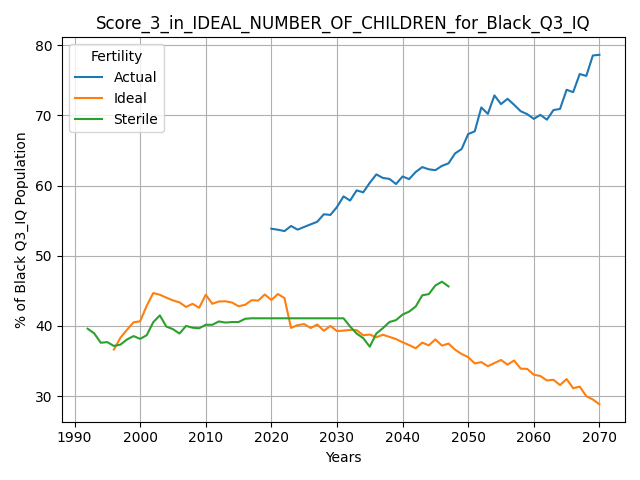 Score_3_in_IDEAL_NUMBER_OF_CHILDREN_for_Black_Q3_IQ
Fertility
Actual
Ideal
Sterile
% of Black Q3_IQ Population
80
70
60
50
40
30
1990
2000
2010
2020
2030
2040
2050
2060
2070
Years